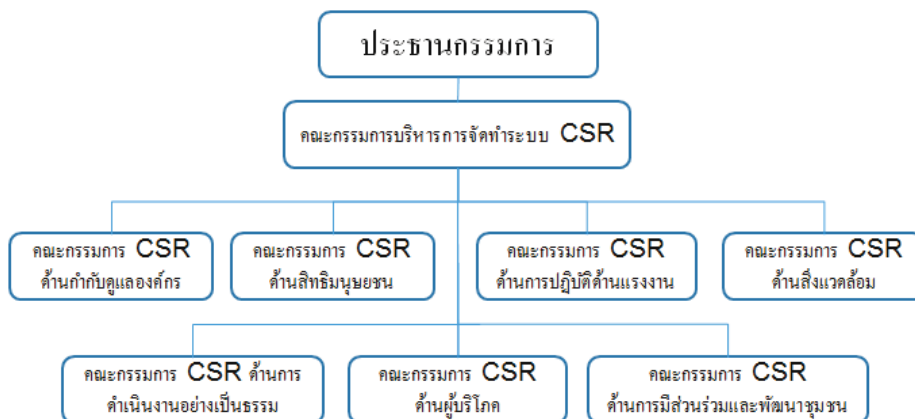 ประธานกรรมการ
คณะกรรมการบริหารการจัดทำระบบ CSR
คณะกรรมการ CSR
ด้านกำกับดูแลองค์กร
คณะกรรมการ CSR
ด้านสิทธิมนุษยชน
คณะกรรมการ CSR
ด้านการปฏิบัติด้านแรงงาน
คณะกรรมการ CSR
ด้านสิ่งแวดล้อม
คณะกรรมการ CSR ด้านการ
ดำเนินงานอย่างเป็นธรรม
คณะกรรมการ CSR
ด้านผู้บริโภค
คณะกรรมการ CSR
ด้านการมีส่วนร่วมและพัฒนาชุมชน